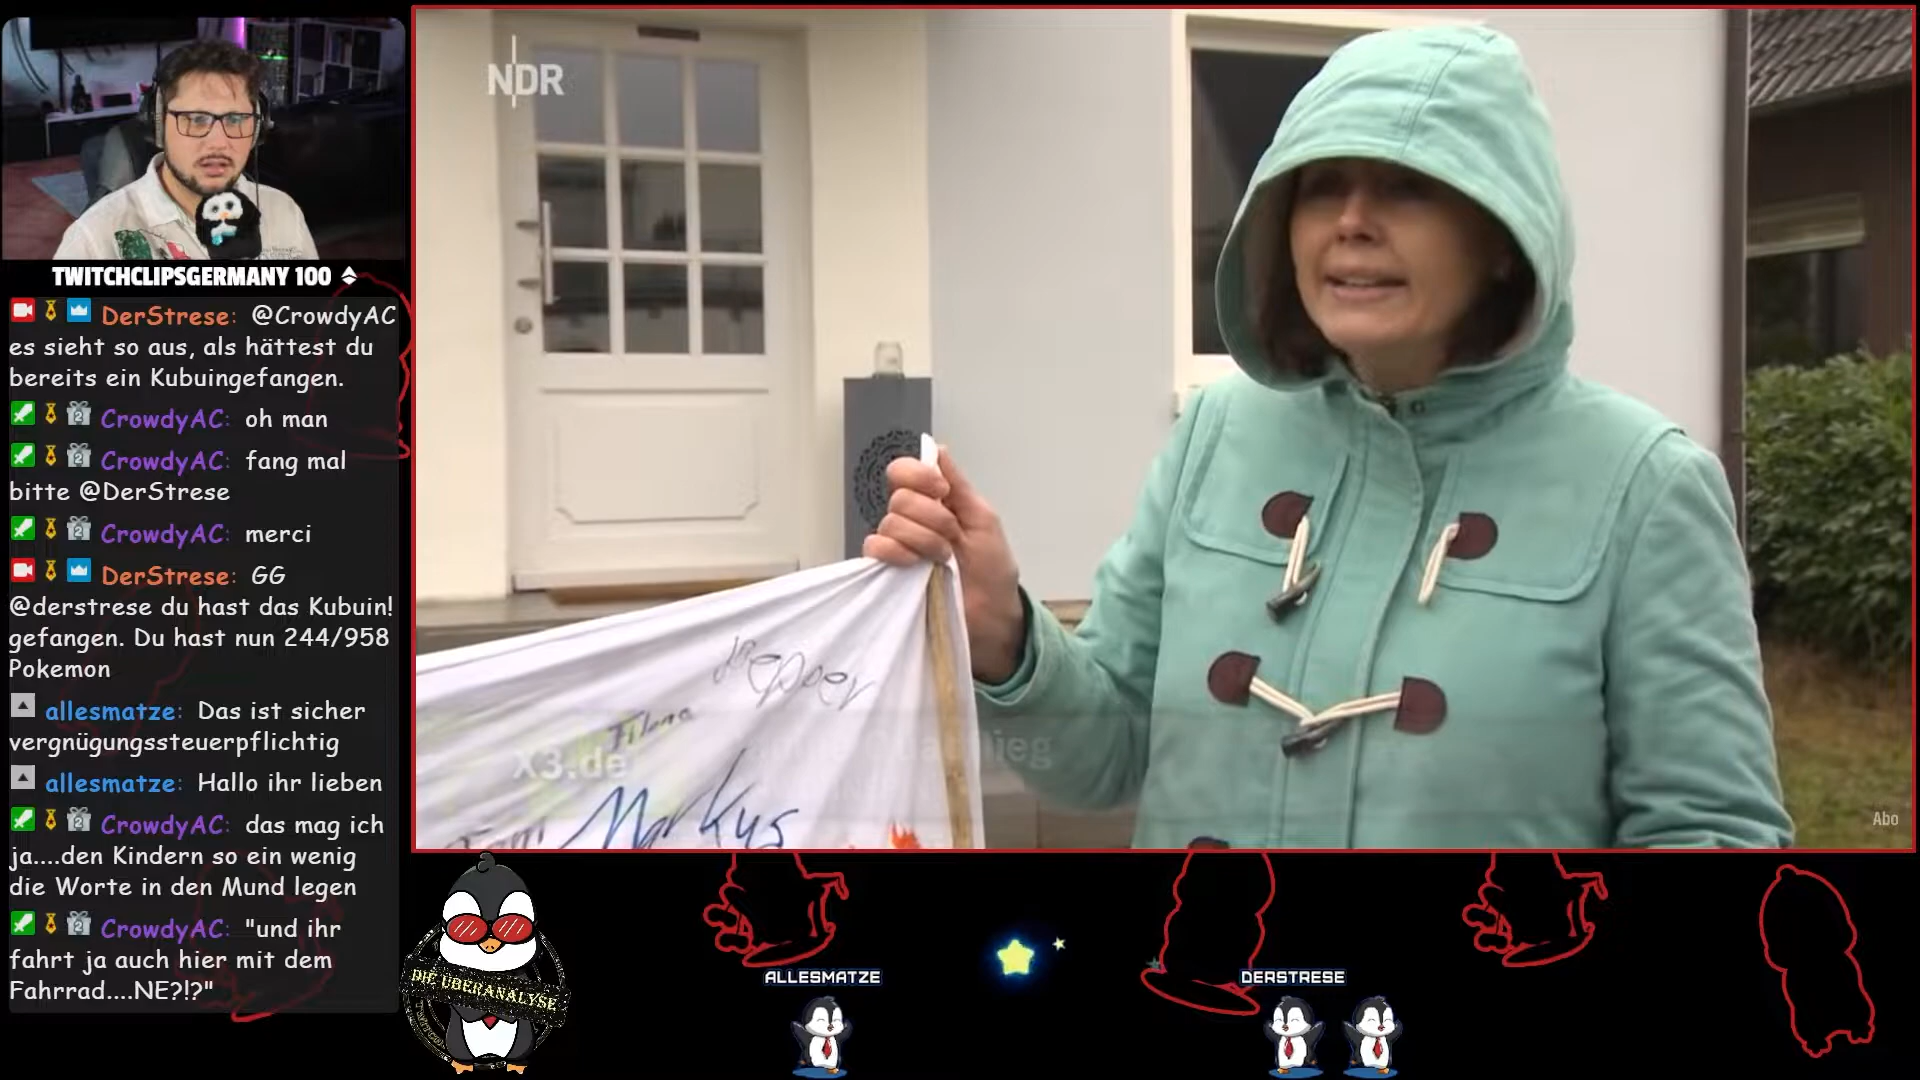 NDR
TWITCHCLIPSGERMANY 100
DerStrese: @CrowdyAC
es sieht so aus, als hättest du
bereits ein Kubuingefangen.
CrowdyAC: oh man
CrowdyAC: fang mal
bitte @DerStrese
CrowdyAC: merci
DerStrese: GG
@derstrese du hast das Kubuin!
gefangen. Du hast nun 244/958
Pokemon
allesmatze: Das ist sicher
vergnügungssteuerpflichtig
allesmatze: Hallo ihr lieben
CrowdyAC: das mag ich
ja....den Kindern so ein wenig
die Worte in den Mund legen
CrowdyAC: "und ihr
fahrt ja auch hier mit dem
Fahrrad....NE?!?"
X3.de
Markus
Abo
DIE ÜBERANALYSE
ALLESMATZE
DERSTRESE